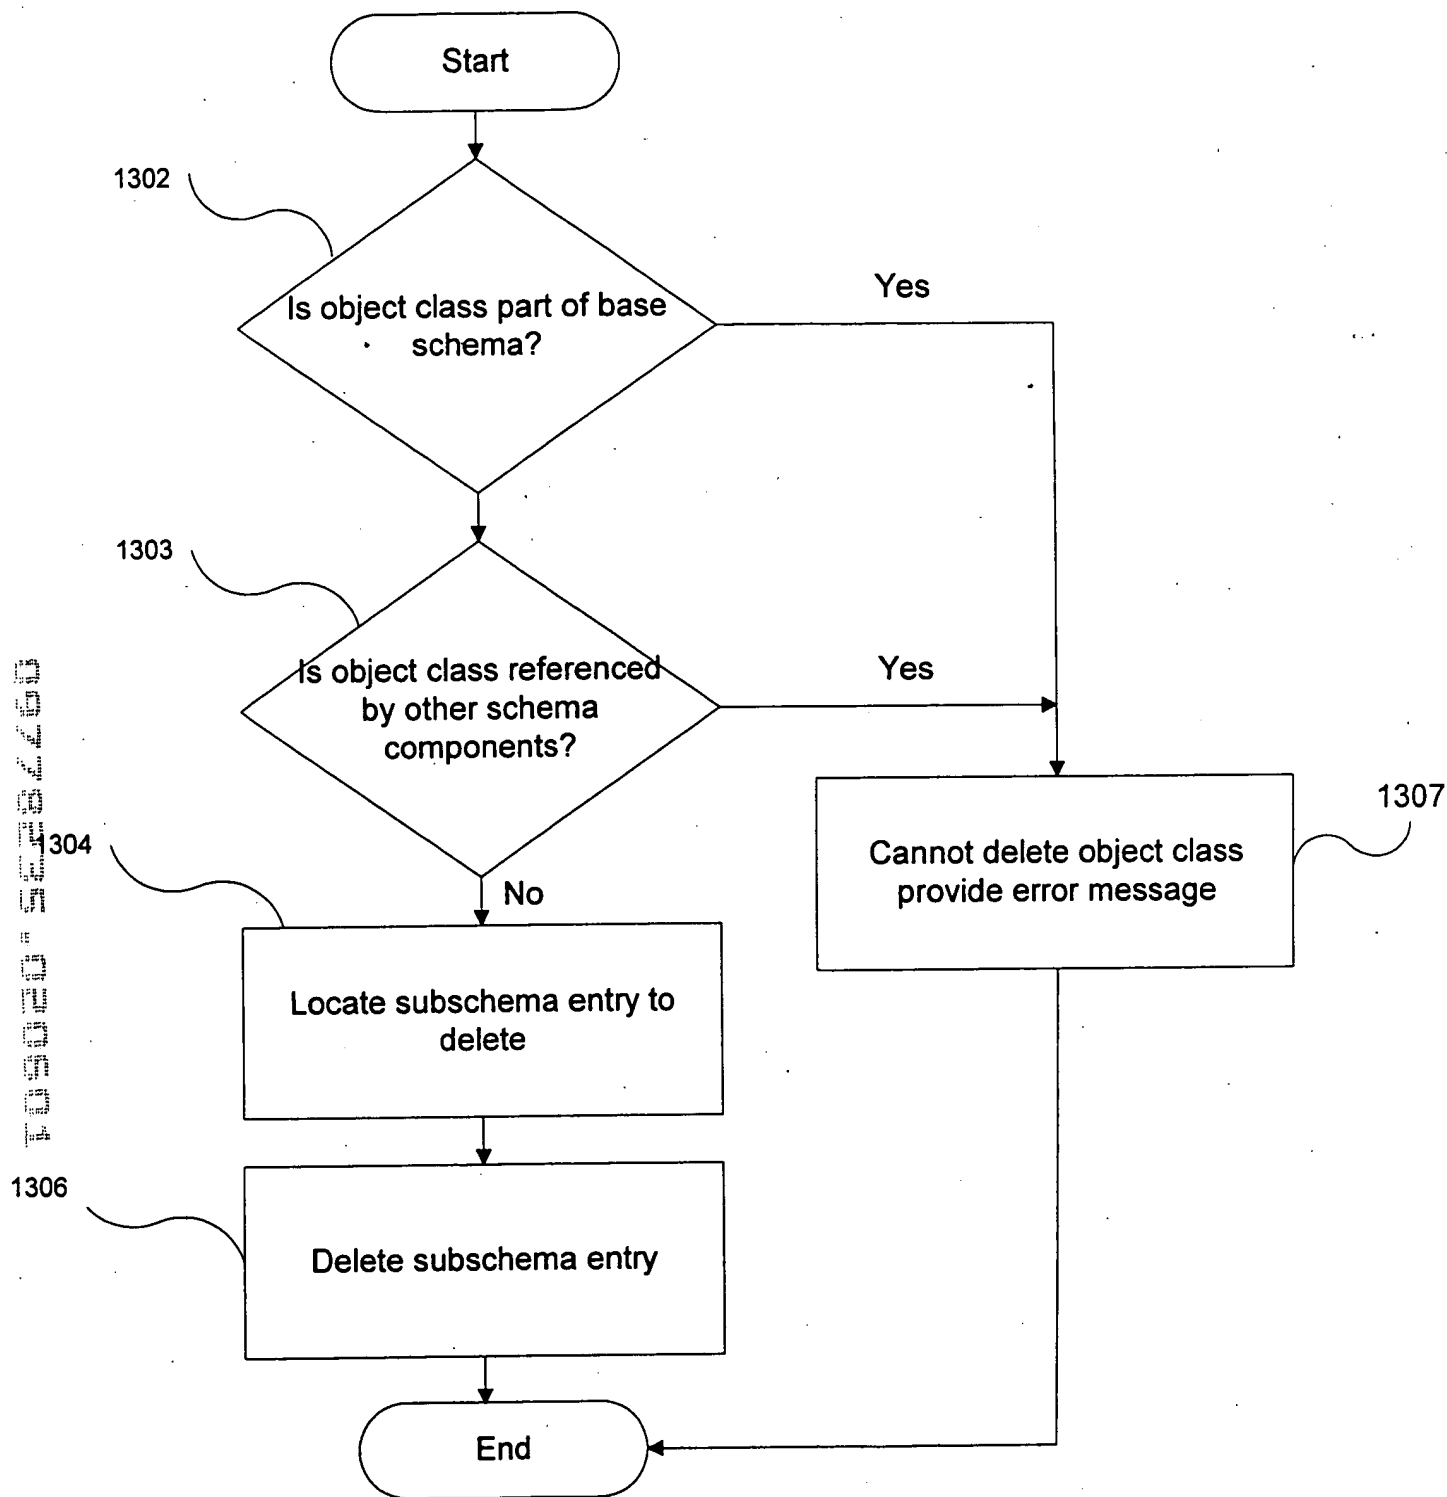 Start
1302
Is object class part of base
schema?
Yes
1303
Is object class referenced
by other schema
components?
Yes
1304
No
Cannot delete object class
provide error message
1307
Locate subschema entry to
delete
1306
Delete subschema entry
End
09778235.020501